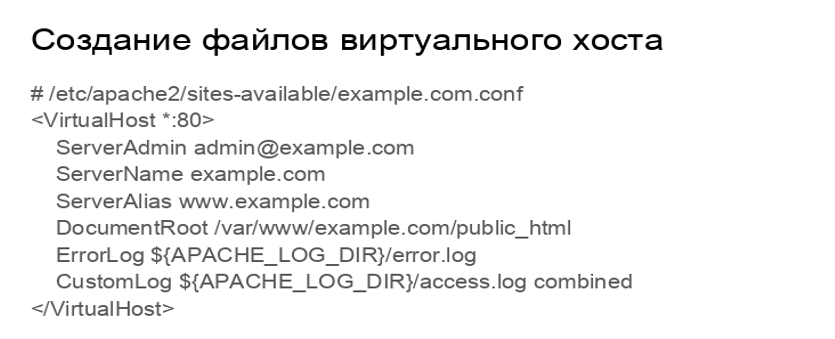 Создание файлов виртуального хоста
# /etc/apache2/sites-available/example.com.conf
<VirtualHost *:80>
    ServerAdmin admin@example.com
    ServerName example.com
    ServerAlias www.example.com
    DocumentRoot /var/www/example.com/public_html
    ErrorLog ${APACHE_LOG_DIR}/error.log
    CustomLog ${APACHE_LOG_DIR}/access.log combined
</VirtualHost>